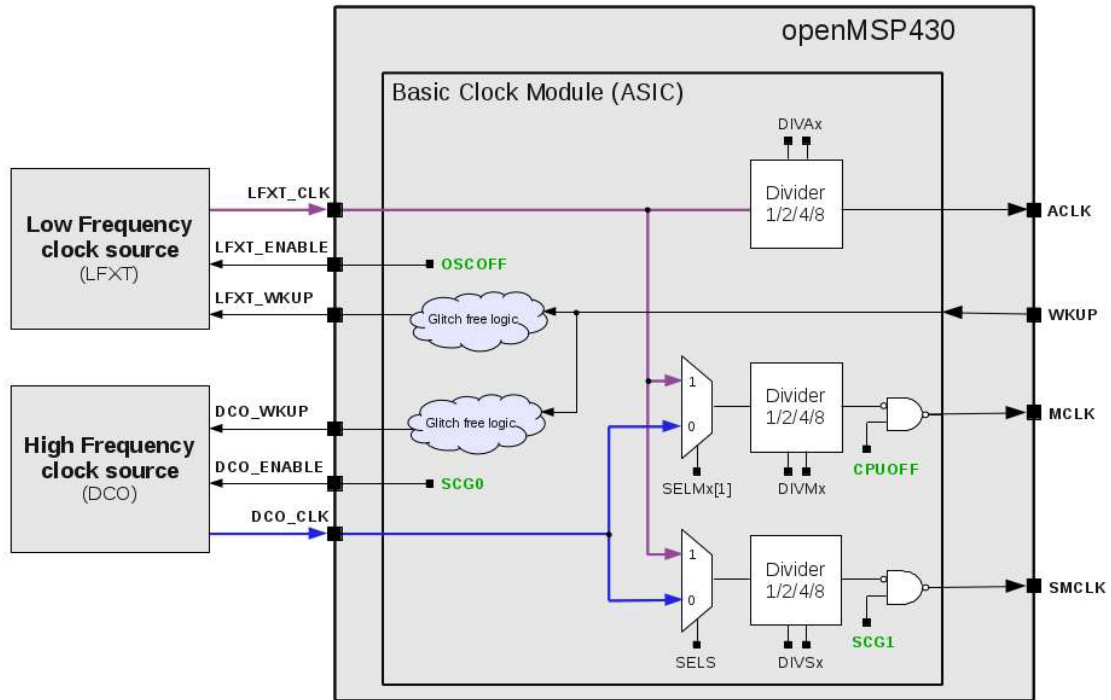 openMSP430
Basic Clock Module (ASIC)
DIVAx
LFXT_CLK
Divider
1/2/4/8
ACLK
Low Frequency
clock source
(LFXT)
LFXT_ENABLE
OSCOFF
LFXT_WKUP
Glitch free logic
WKUP
1
0
Divider
1/2/4/8
MCLK
CPUOFF
SELMx[1]
DIVMx
High Frequency
clock source
(DCO)
DCO_WKUP
Glitch free logic
DCO_ENABLE
SCG0
DCO_CLK
1
0
Divider
1/2/4/8
SMCLK
SCG1
SELS
DIVSx